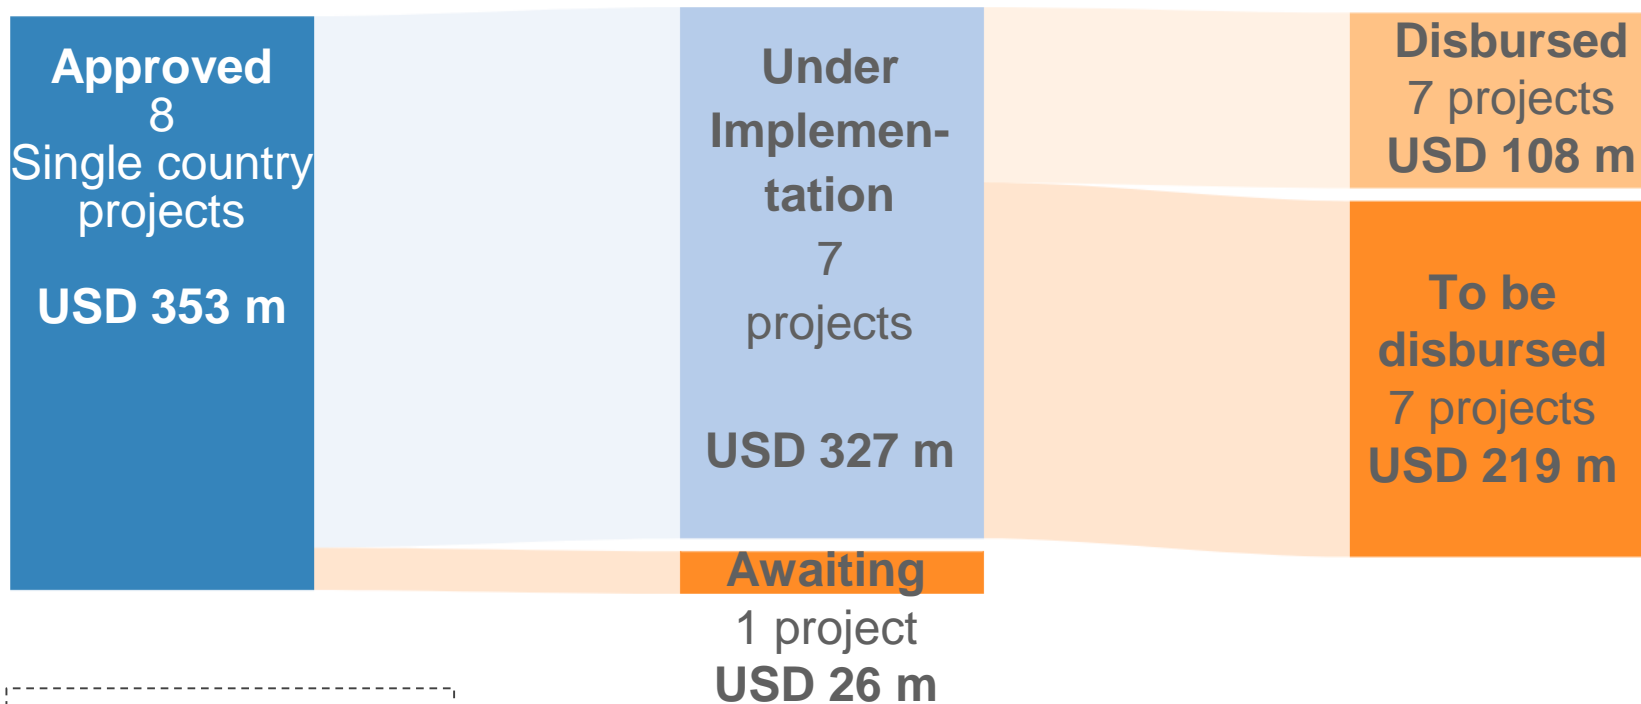 Approved
8
Single country
projects
USD 353 m
Under
Implemen-
tation
7
projects
USD 327 m
Awaiting
1 project
USD 26 m
Disbursed
7 projects
USD 108 m
To be
disbursed
7 projects
USD 219 m